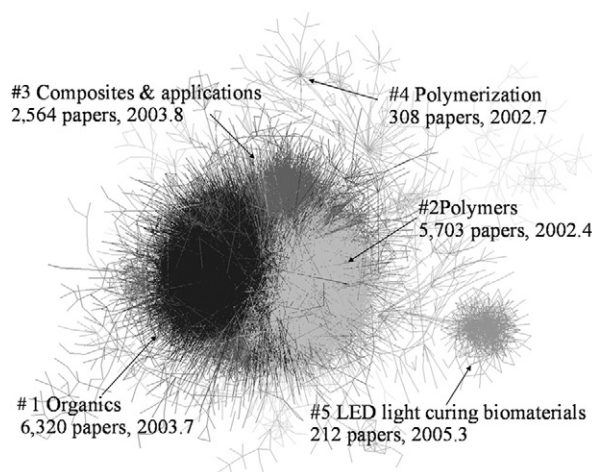 #3 Composites & applications
2,564 papers, 2003.8
#4 Polymerization
308 papers, 2002.7
#2Polymers
5,703 papers, 2002.4
#1 Organics
6,320 papers, 2003.7
#5 LED light curing biomaterials
212 papers, 2005.3